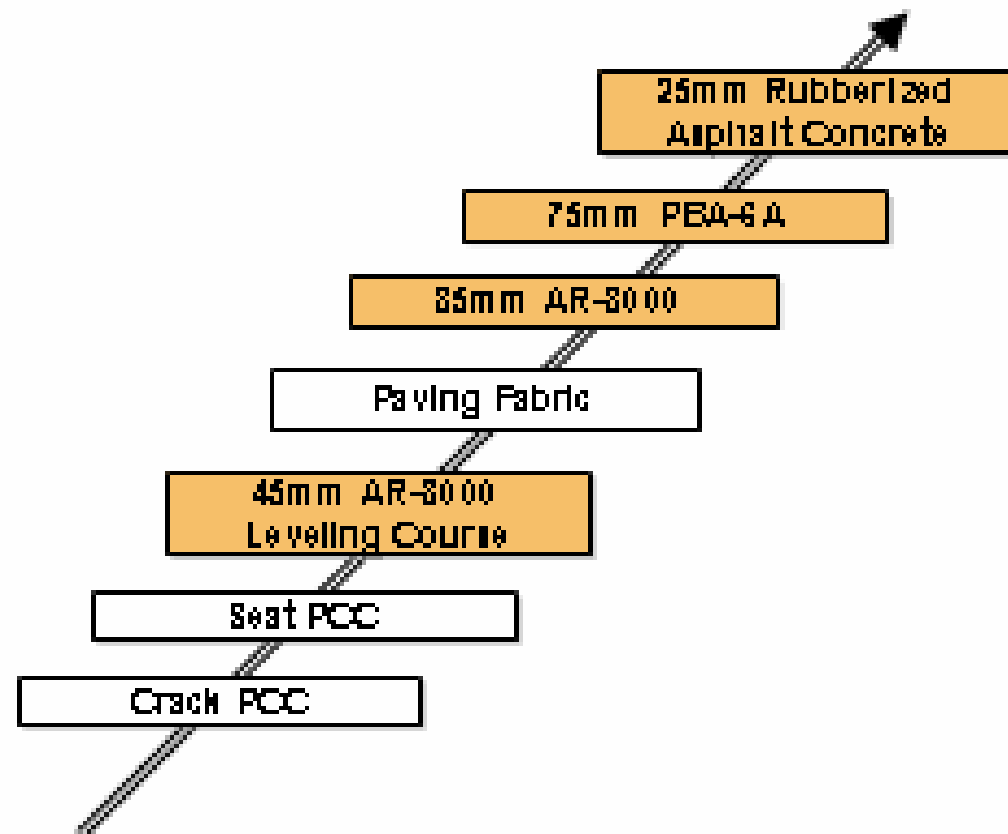 25mm Rubberized
Asphalt Concrete
75mm PBA-6A
85mm AR-8000
Paving Fabric
45mm AR-8000
Leveling Course
Seat PCC
Crack PCC